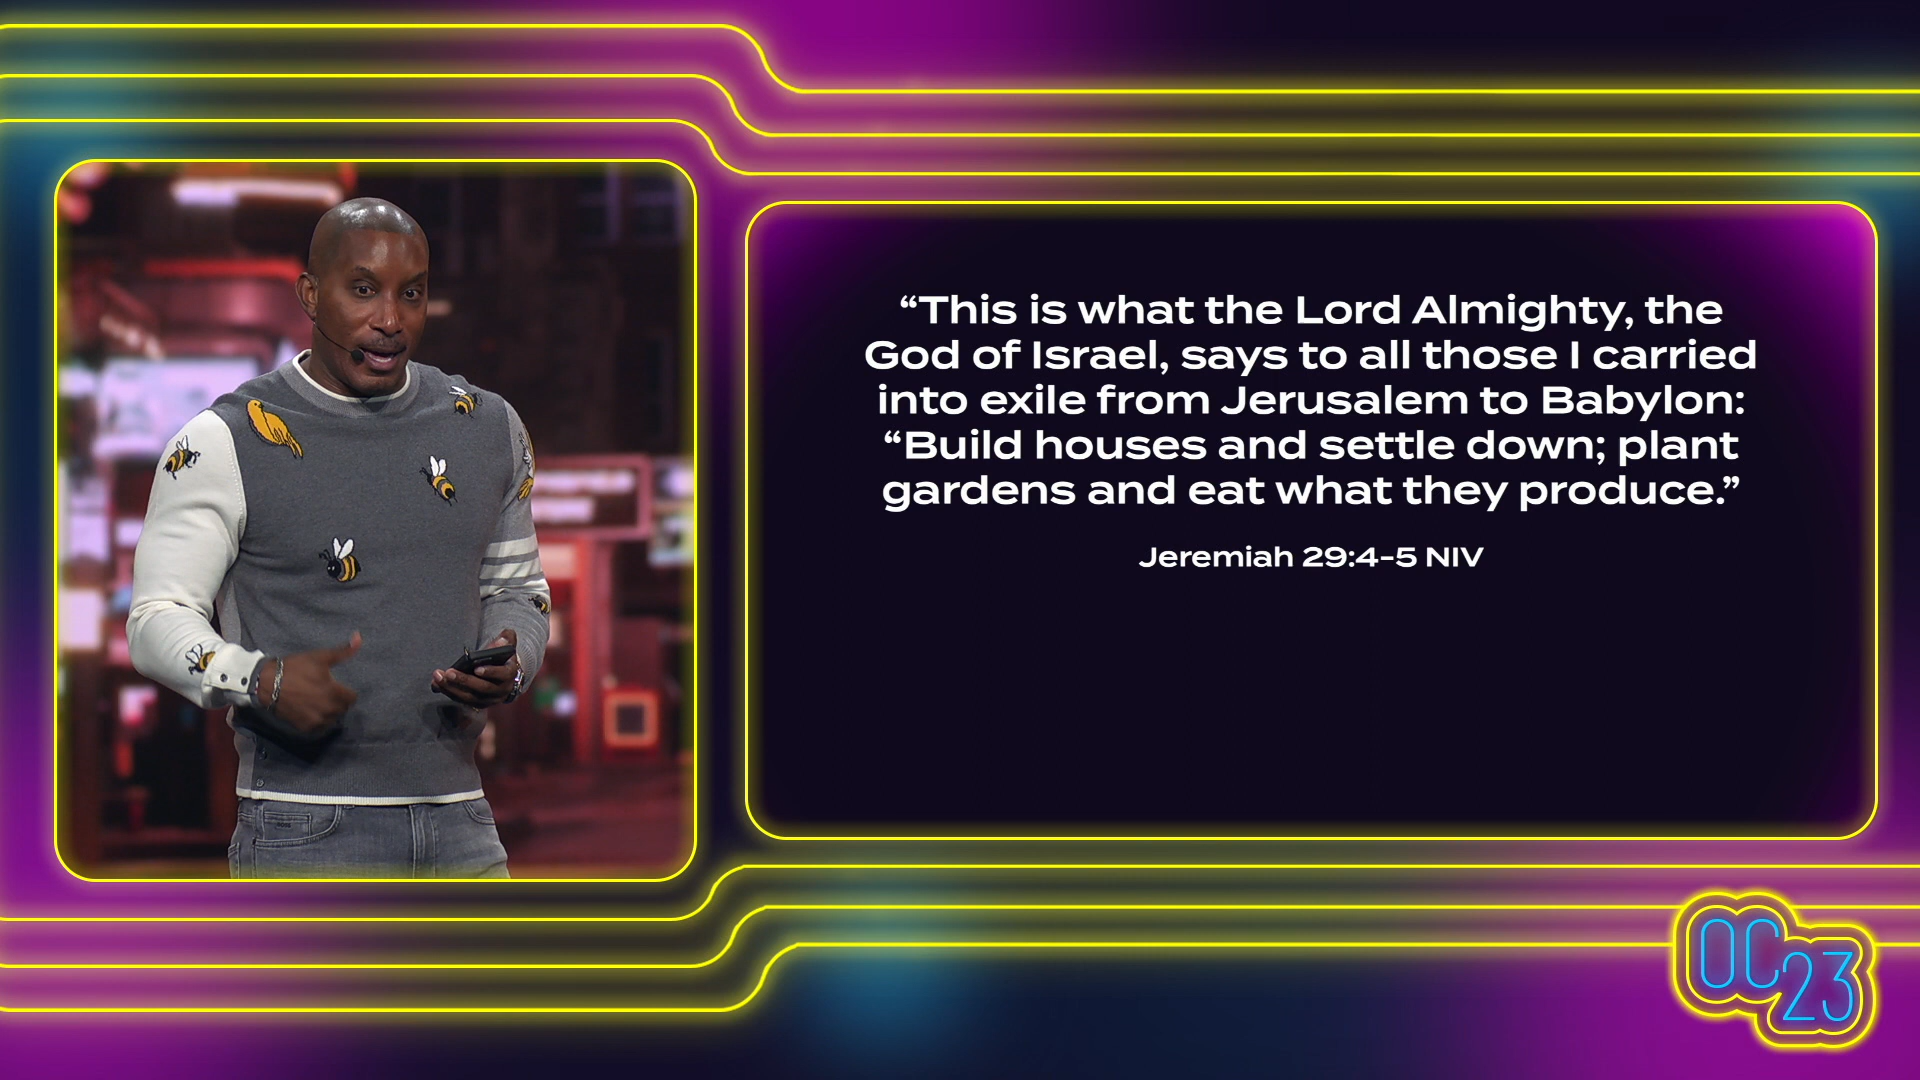 “This is what the Lord Almighty, the
God of Israel, says to all those I carried
into exile from Jerusalem to Babylon:
“Build houses and settle down; plant
gardens and eat what they produce.”
Jeremiah 29:4-5 NIV
OC
23